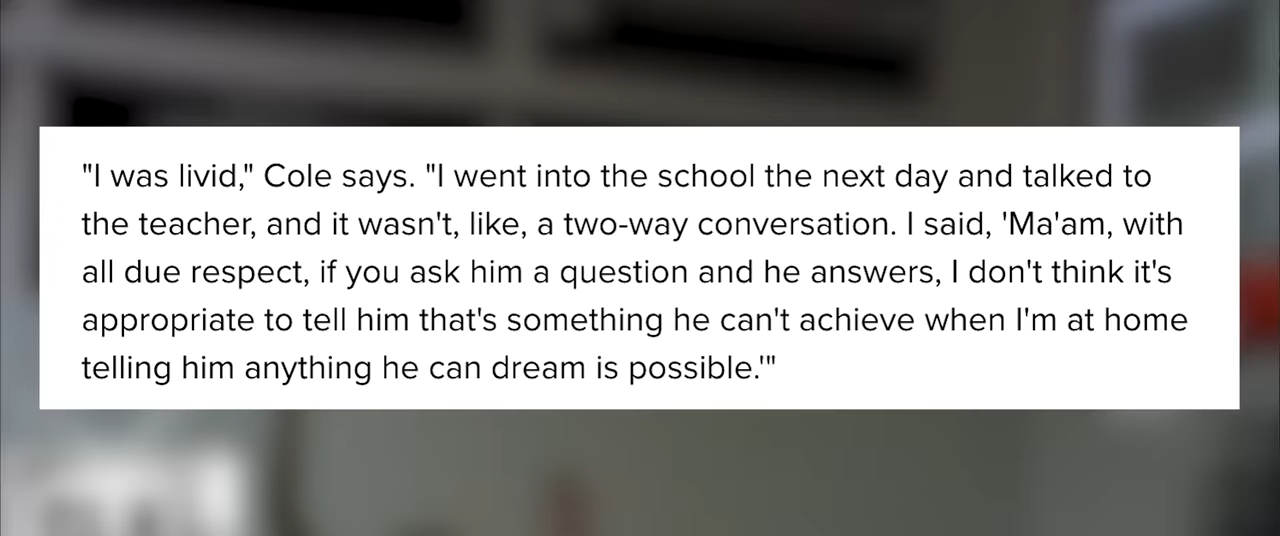 "I was livid," Cole says. "I went into the school the next day and talked to
the teacher, and it wasn't, like, a two-way conversation. I said, 'Ma'am, with
all due respect, if you ask him a question and he answers, I don't think it's
appropriate to tell him that's something he can't achieve when I'm at home
telling him anything he can dream is possible.'"